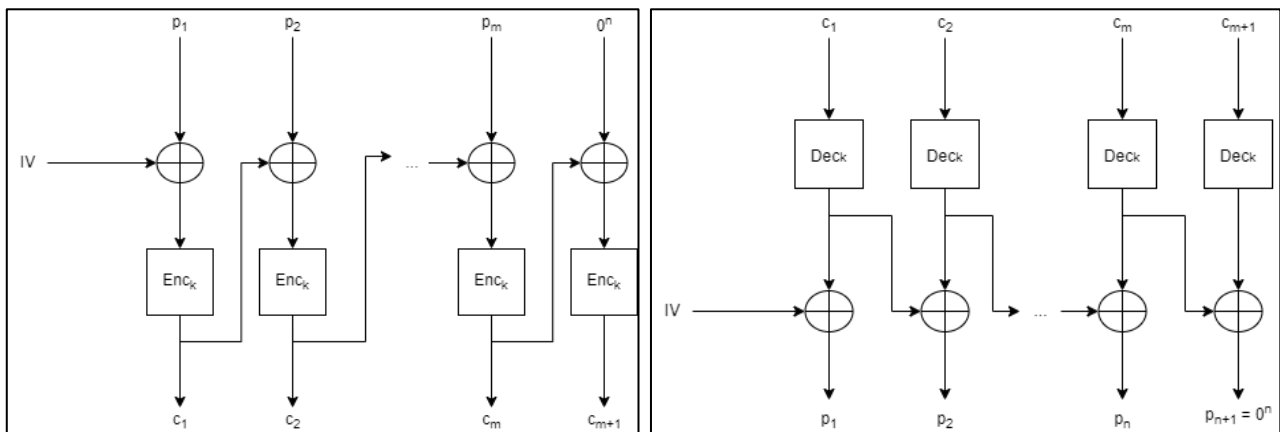 p₁ p₂ pₘ 0ⁿ
IV
...
Encₖ Encₖ Encₖ Encₖ
c₁ c₂ cₘ cₘ₊₁
c₁ c₂ cₘ cₘ₊₁
Decₖ Decₖ Decₖ Decₖ
IV
...
p₁ p₂ pₙ pₙ₊₁ = 0ⁿ